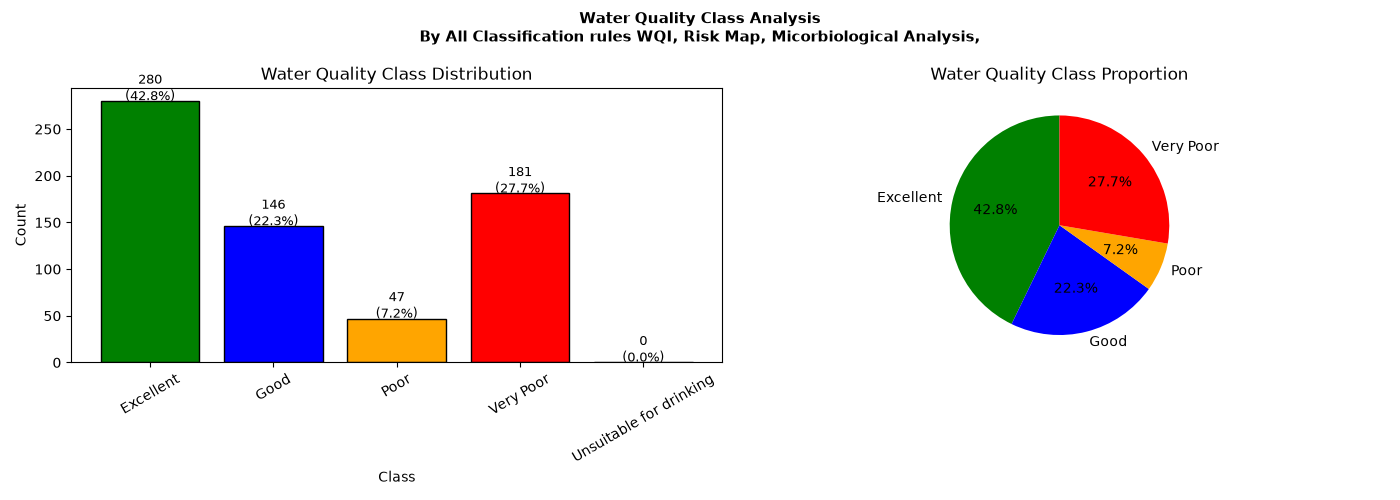 Water Quality Class Analysis
By All Classification rules WQI, Risk Map, Micorbiological Analysis,
Water Quality Class Distribution
280
(42.8%)
146
(22.3%)
47
(7.2%)
181
(27.7%)
0
(0.0%)
250
200
150
100
50
0
Count
Excellent
Good
Poor
Very Poor
Unsuitable for drinking
Class
Water Quality Class Proportion
Very Poor
27.7%
Excellent
42.8%
7.2%
Poor
22.3%
Good